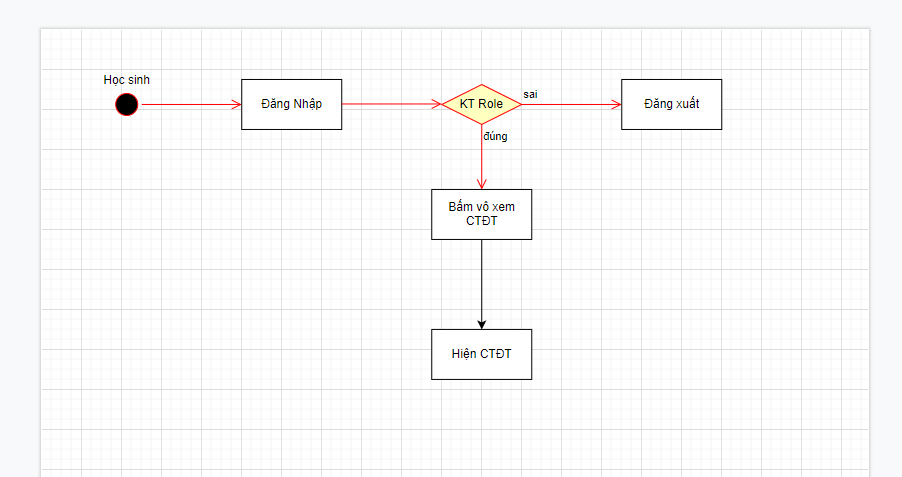 Học sinh
Đăng Nhập
KT Role
sai
Đăng xuất
đúng
Bấm vô xem
CTĐT
Hiện CTĐT